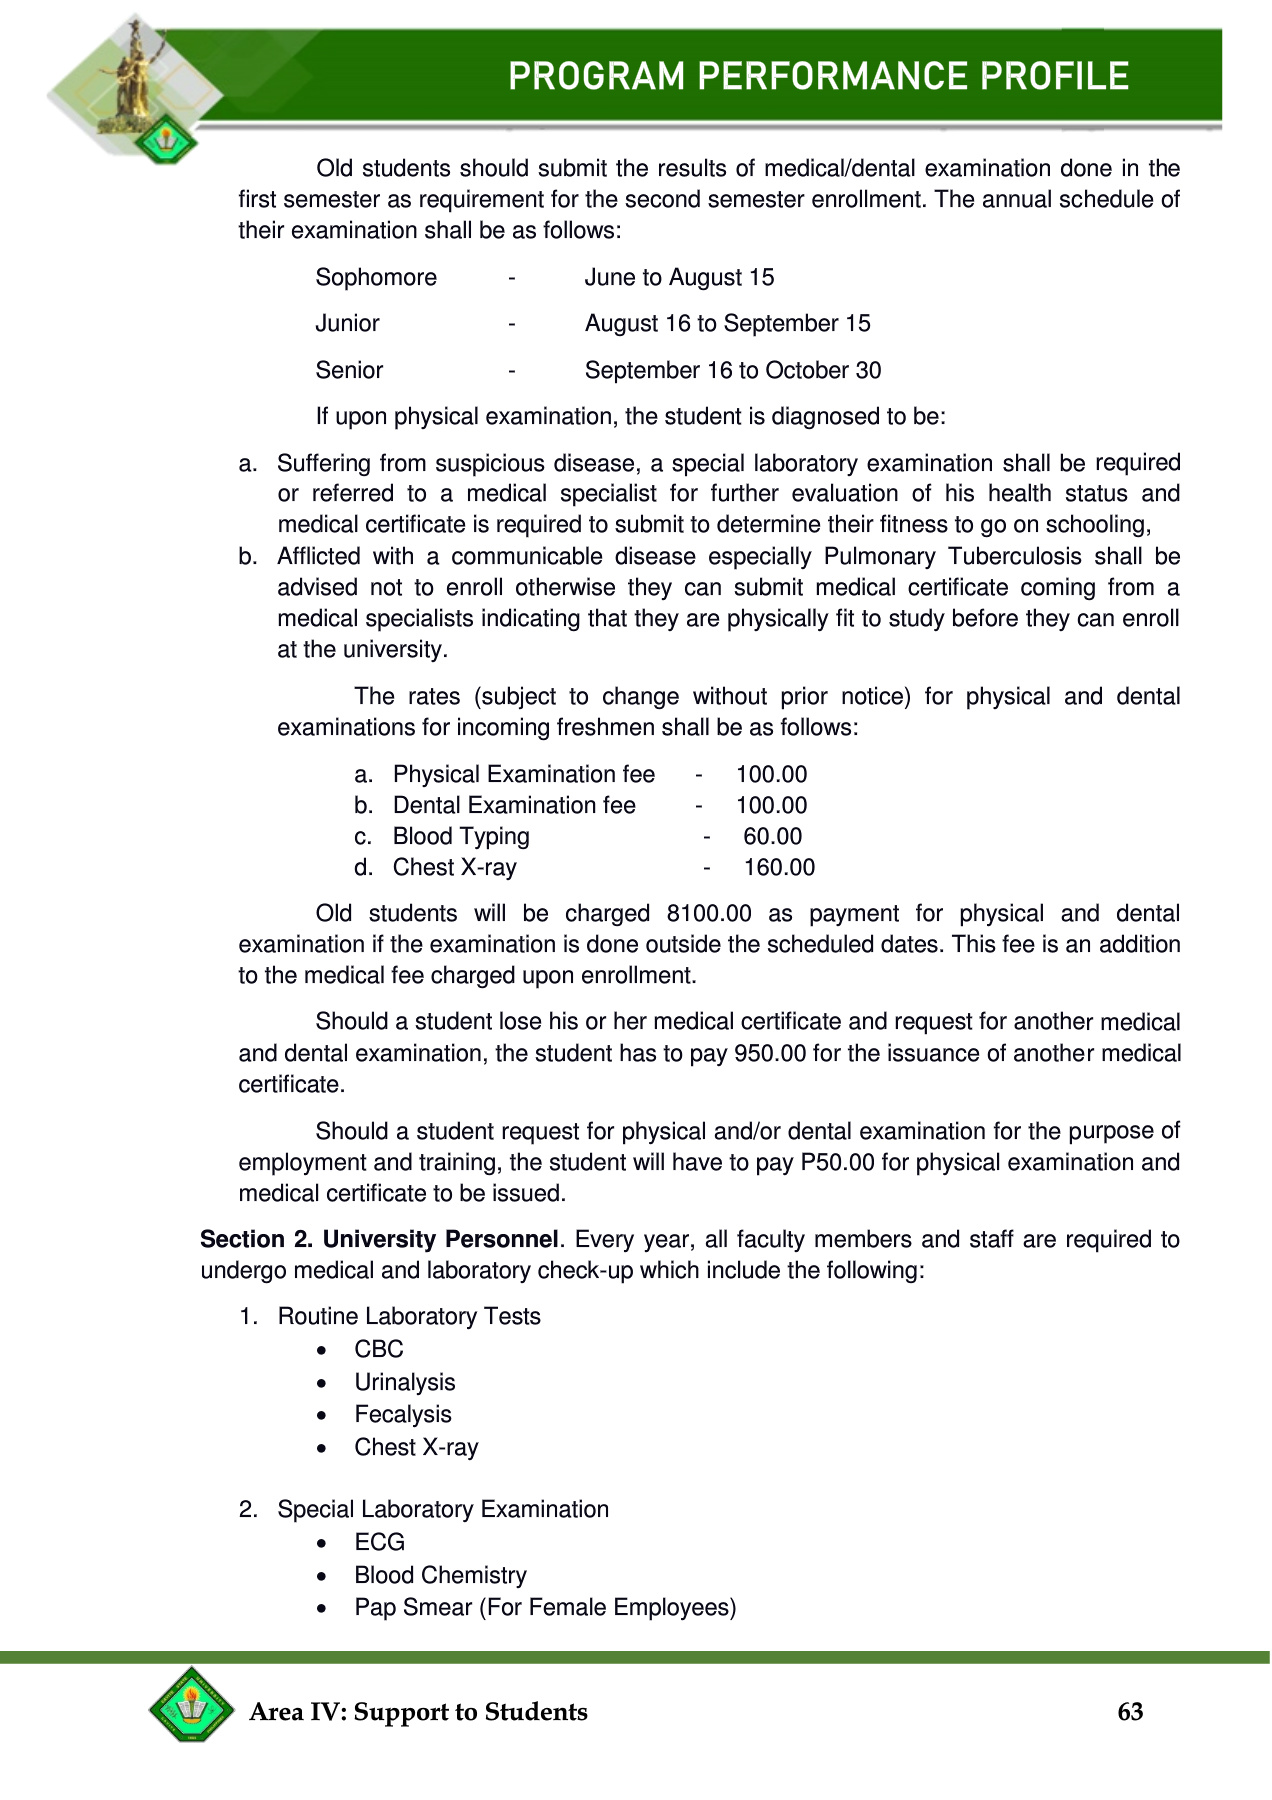 PROGRAM PERFORMANCE PROFILE
Old students should submit the results of medical/dental examination done in the
first semester as requirement for the second semester enrollment. The annual schedule of
their examination shall be as follows:
Sophomore - June to August 15
Junior - August 16 to September 15
Senior - September 16 to October 30
If upon physical examination, the student is diagnosed to be:
a. Suffering from suspicious disease, a special laboratory examination shall be required
or referred to a medical specialist for further evaluation of his health status and
medical certificate is required to submit to determine their fitness to go on schooling,
b. Afflicted with a communicable disease especially Pulmonary Tuberculosis shall be
advised not to enroll otherwise they can submit medical certificate coming from a
medical specialists indicating that they are physically fit to study before they can enroll
at the university.
The rates (subject to change without prior notice) for physical and dental
examinations for incoming freshmen shall be as follows:
a. Physical Examination fee - 100.00
b. Dental Examination fee - 100.00
c. Blood Typing - 60.00
d. Chest X-ray - 160.00
Old students will be charged 8100.00 as payment for physical and dental
examination if the examination is done outside the scheduled dates. This fee is an addition
to the medical fee charged upon enrollment.
Should a student lose his or her medical certificate and request for another medical
and dental examination, the student has to pay 950.00 for the issuance of another medical
certificate.
Should a student request for physical and/or dental examination for the purpose of
employment and training, the student will have to pay P50.00 for physical examination and
medical certificate to be issued.
Section 2. University Personnel. Every year, all faculty members and staff are required to
undergo medical and laboratory check-up which include the following:
1. Routine Laboratory Tests
• CBC
• Urinalysis
• Fecalysis
• Chest X-ray
2. Special Laboratory Examination
• ECG
• Blood Chemistry
• Pap Smear (For Female Employees)
Area IV: Support to Students 63